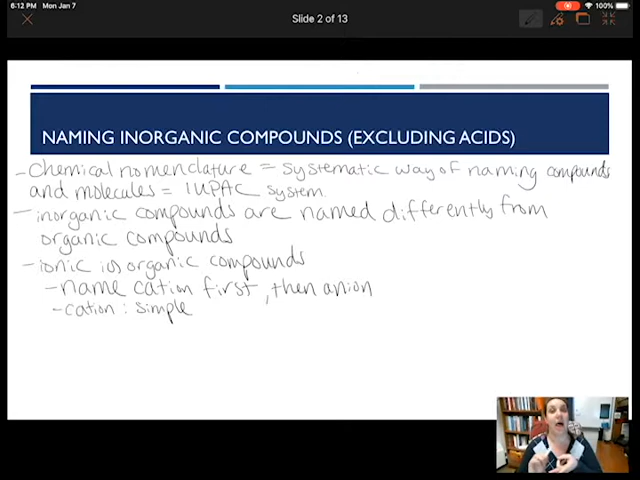 6:12 PM Mon Jan 7
100%
Slide 2 of 13
NAMING INORGANIC COMPOUNDS (EXCLUDING ACIDS)
- Chemical nomenclature = systematic way of naming compounds
and molecules = IUPAC system
- inorganic compounds are named differently from
organic compounds
- ionic inorganic compounds
- name cation first, then anion
- cation: simple